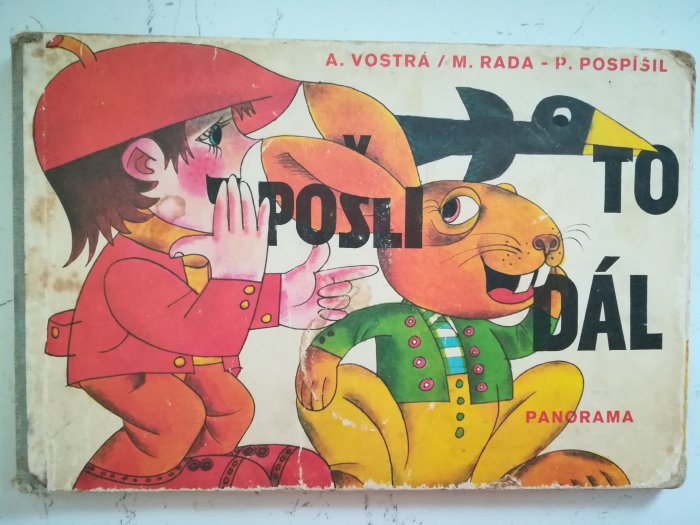 A. VOSTRÁ / M. RADA - P. POSPÍŠIL
POŠLI
TO
DÁL
PANORAMA